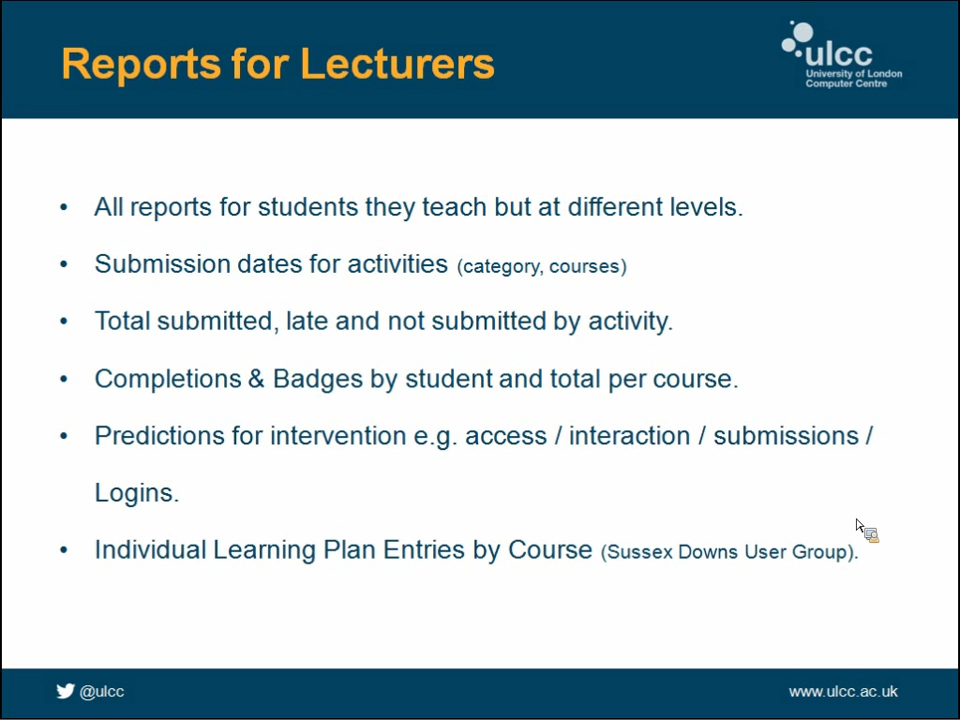 Reports for Lecturers
ulcc
University of London
Computer Centre
• All reports for students they teach but at different levels.
• Submission dates for activities (category, courses)
• Total submitted, late and not submitted by activity.
• Completions & Badges by student and total per course.
• Predictions for intervention e.g. access / interaction / submissions /
Logins.
• Individual Learning Plan Entries by Course (Sussex Downs User Group).
@ulcc
www.ulcc.ac.uk